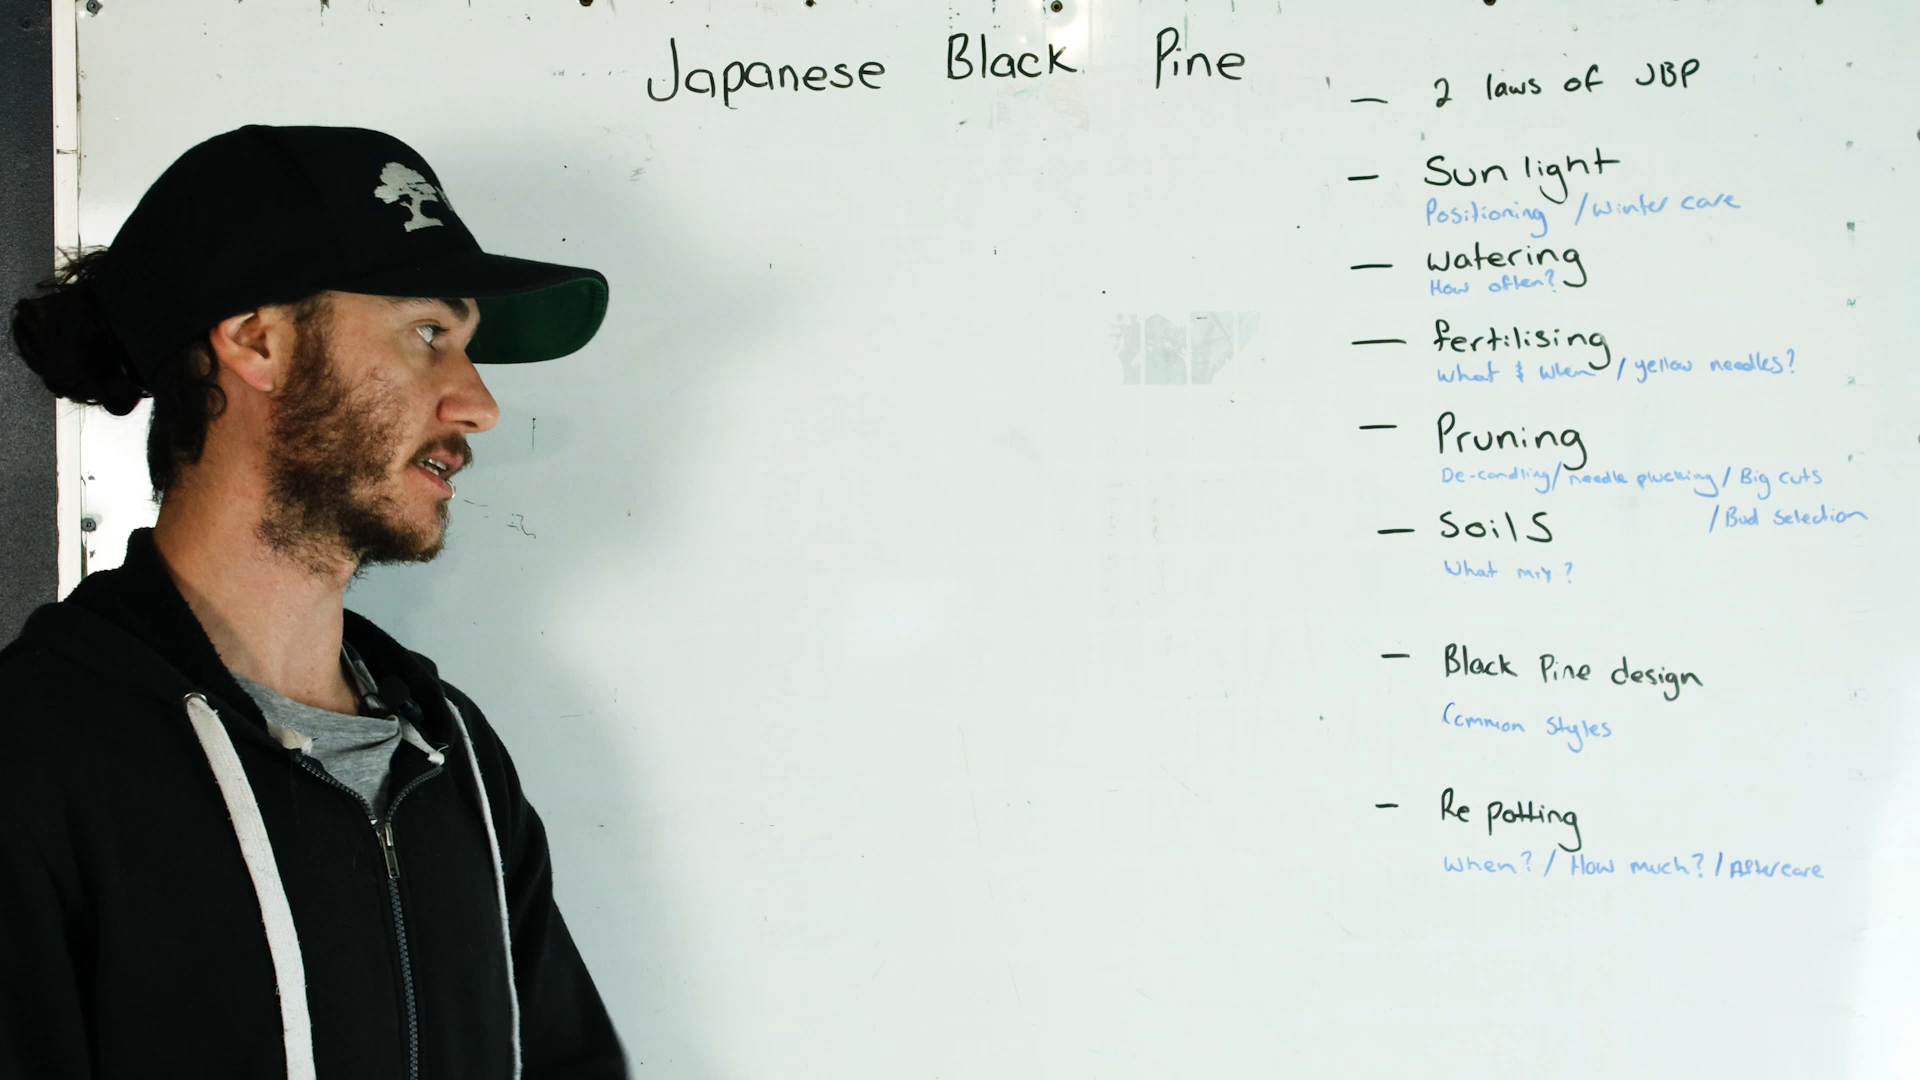 Japanese Black Pine
- 2 laws of JBP
- Sun light
Positioning / Winter care
- Watering
How often?
- fertilising
What & When / yellow needles?
- Pruning
De-candling / needle plucking / Big cuts
/ Bud Selection
- Soils
What mix?
- Black Pine design
Common Styles
- Re potting
When? / How much? / Aftercare